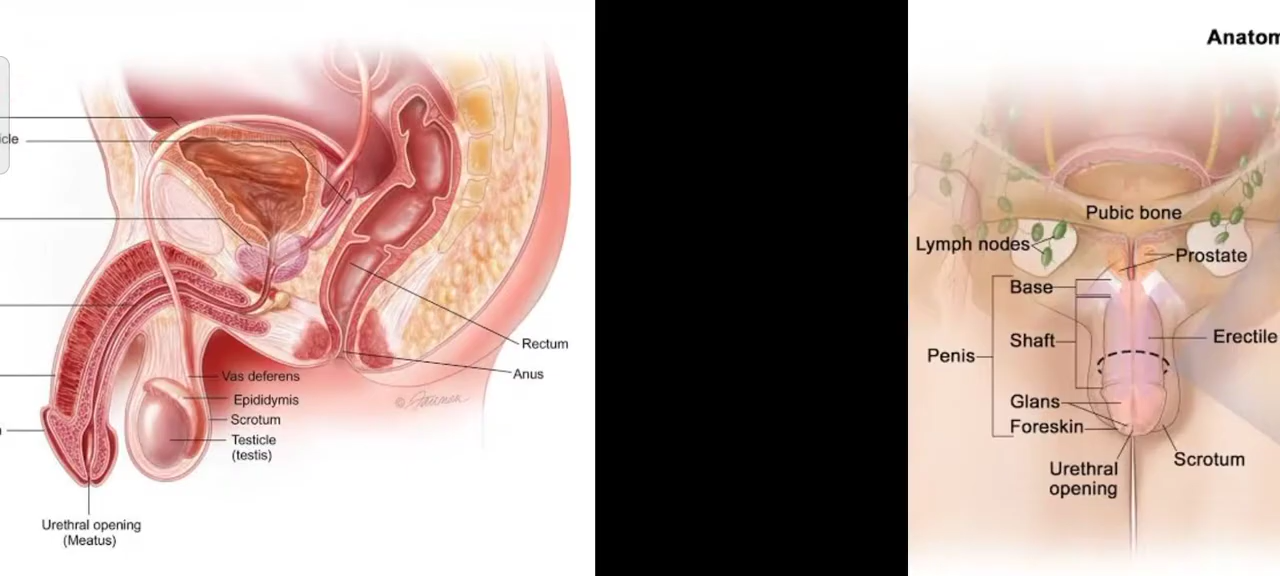 icle
Rectum
Anus
Vas deferens
Epididymis
Scrotum
Testicle
(testis)
Urethral opening
(Meatus)
Anatom
Pubic bone
Lymph nodes
Prostate
Base
Shaft
Erectile
Penis
Glans
Foreskin
Urethral
opening
Scrotum